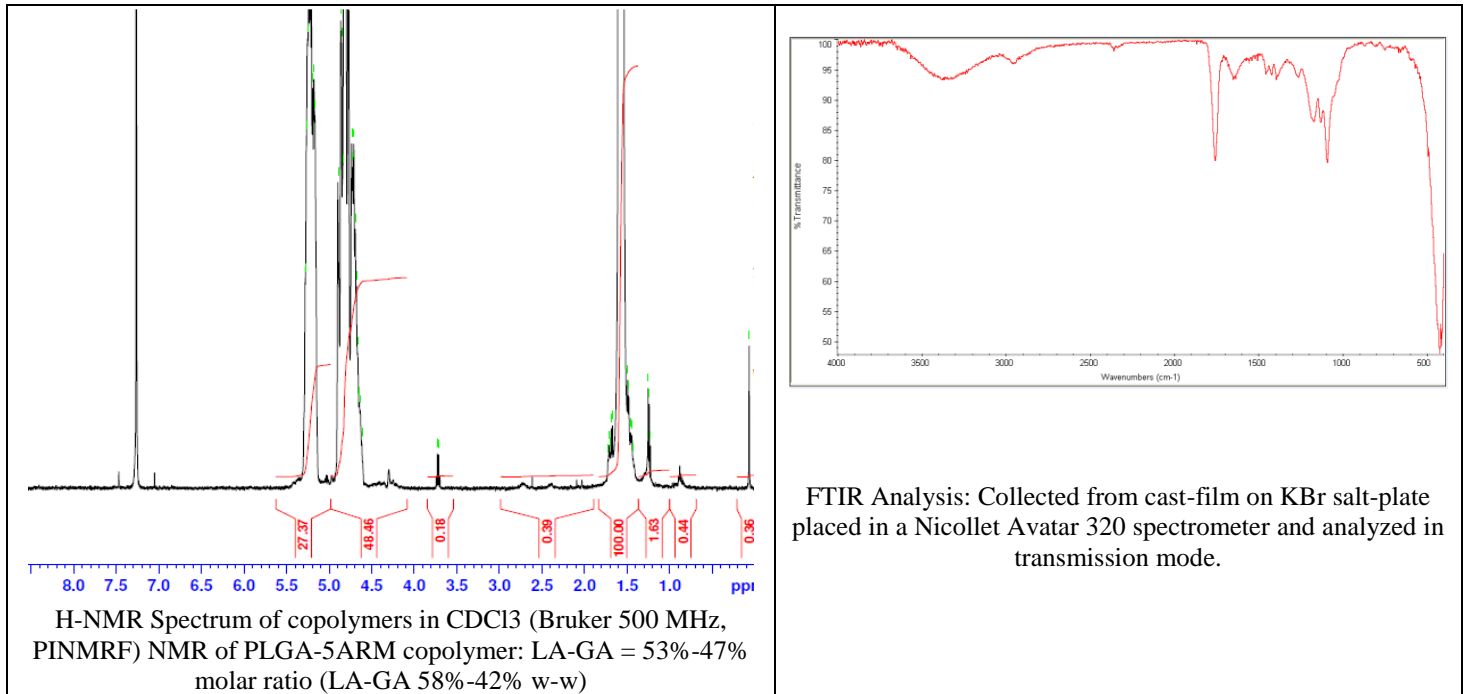 27.37
48.46
0.18
0.39
100.00
1.63
0.44
0.36
8.0 7.5 7.0 6.5 6.0 5.5 5.0 4.5 4.0 3.5 3.0 2.5 2.0 1.5 1.0 ppm
H-NMR Spectrum of copolymers in CDCl3 (Bruker 500 MHz,
PINMRF) NMR of PLGA-5ARM copolymer: LA-GA = 53%-47%
molar ratio (LA-GA 58%-42% w-w)
100
95
90
85
80
75
70
65
60
55
50
%Transmittance
4000 3500 3000 2500 2000 1500 1000 500
Wavenumbers (cm-1)
FTIR Analysis: Collected from cast-film on KBr salt-plate
placed in a Nicollet Avatar 320 spectrometer and analyzed in
transmission mode.